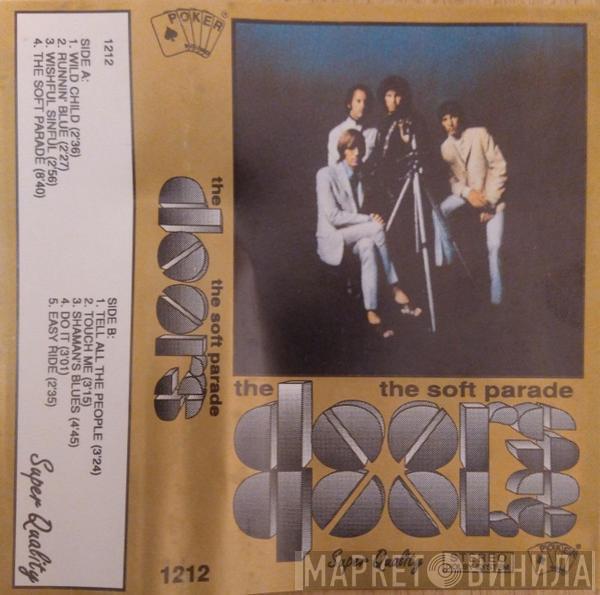 1212
SIDE A:
1. WILD CHILD (2'36)
2. RUNNIN' BLUE (2'27)
3. WISHFUL SINFUL (2'56)
4. THE SOFT PARADE (8'40)
SIDE B:
1. TELL ALL THE PEOPLE (3'24)
2. TOUCH ME (3'15)
3. SHAMAN'S BLUES (4'45)
4. DO IT (3'01)
5. EASY RIDE (2'35)
Super Quality
POKER
the doors
the soft parade
1212
the
the soft parade
doors
Super Quality
STEREO
POKER
МАРКЕТ ВИНИЛА